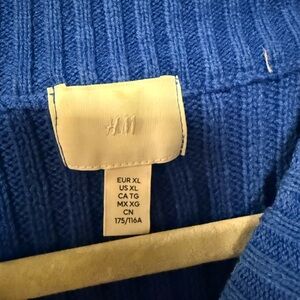 H&M
EUR XL
US XL
CA TG
MX XG
CN
175/116A